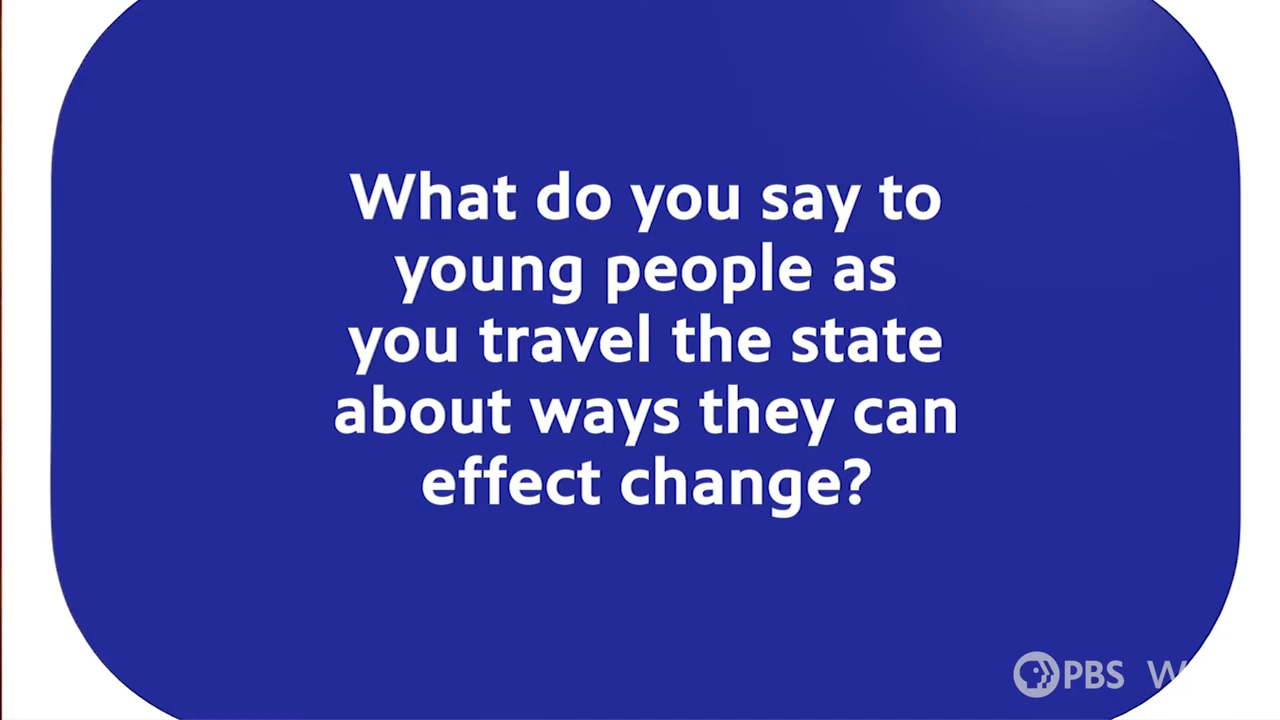 What do you say to
young people as
you travel the state
about ways they can
effect change?
PBS W